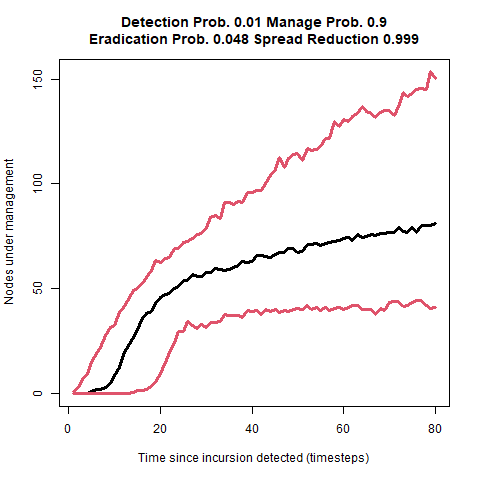 Detection Prob. 0.01 Manage Prob. 0.9
Eradication Prob. 0.048 Spread Reduction 0.999
Nodes under management
150
100
50
0
0 20 40 60 80
Time since incursion detected (timesteps)